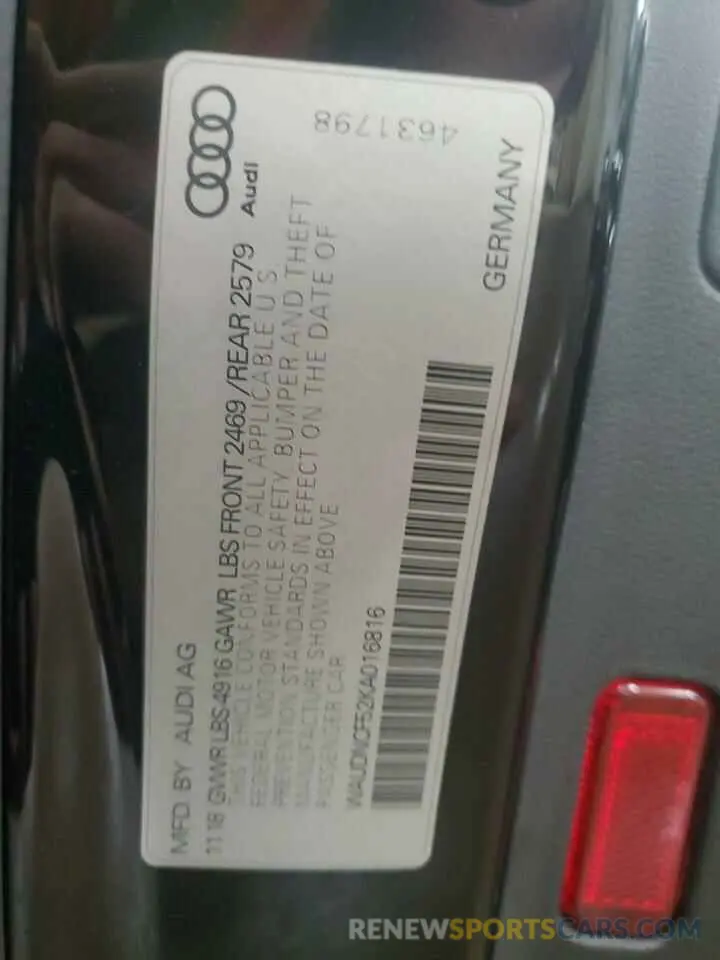 MFD BY AUDI AG
11.18 GVWR LBS 4916 GAWR LBS FRONT 2469 /REAR 2579
THIS VEHICLE CONFORMS TO ALL APPLICABLE U S
FEDERAL MOTOR VEHICLE SAFETY BUMPER AND THEFT
PREVENTION STANDARDS IN EFFECT ON THE DATE OF
MANUFACTURE SHOWN ABOVE
PASSENGER CAR
WAUDNCF52KA016816
Audi
4631798
GERMANY
RENEWSPORTSCARS.COM